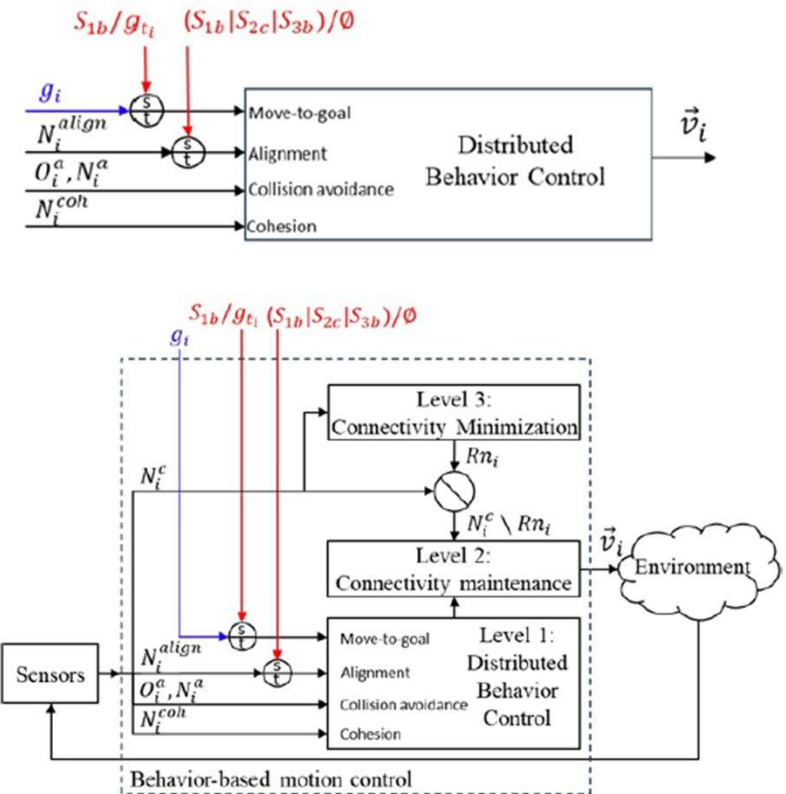 S_{1b}/g_{t_i} (S_{1b}|S_{2c}|S_{3b})/Ø
g_i
s
t
Move-to-goal
N_i^{align}
s
t
Alignment
Distributed
Behavior Control
\vec{v}_i
O_i^a, N_i^a
Collision avoidance
N_i^{coh}
Cohesion
S_{1b}/g_{t_i} (S_{1b}|S_{2c}|S_{3b})/Ø
g_i
Level 3:
Connectivity Minimization
Rn_i
N_i^c
N_i^c \ Rn_i
Level 2:
Connectivity maintenance
\vec{v}_i
Environment
s
t
Move-to-goal
Level 1:
Distributed
Behavior
Control
Sensors
N_i^{align}
s
t
Alignment
O_i^a, N_i^a
Collision avoidance
N_i^{coh}
Cohesion
Behavior-based motion control